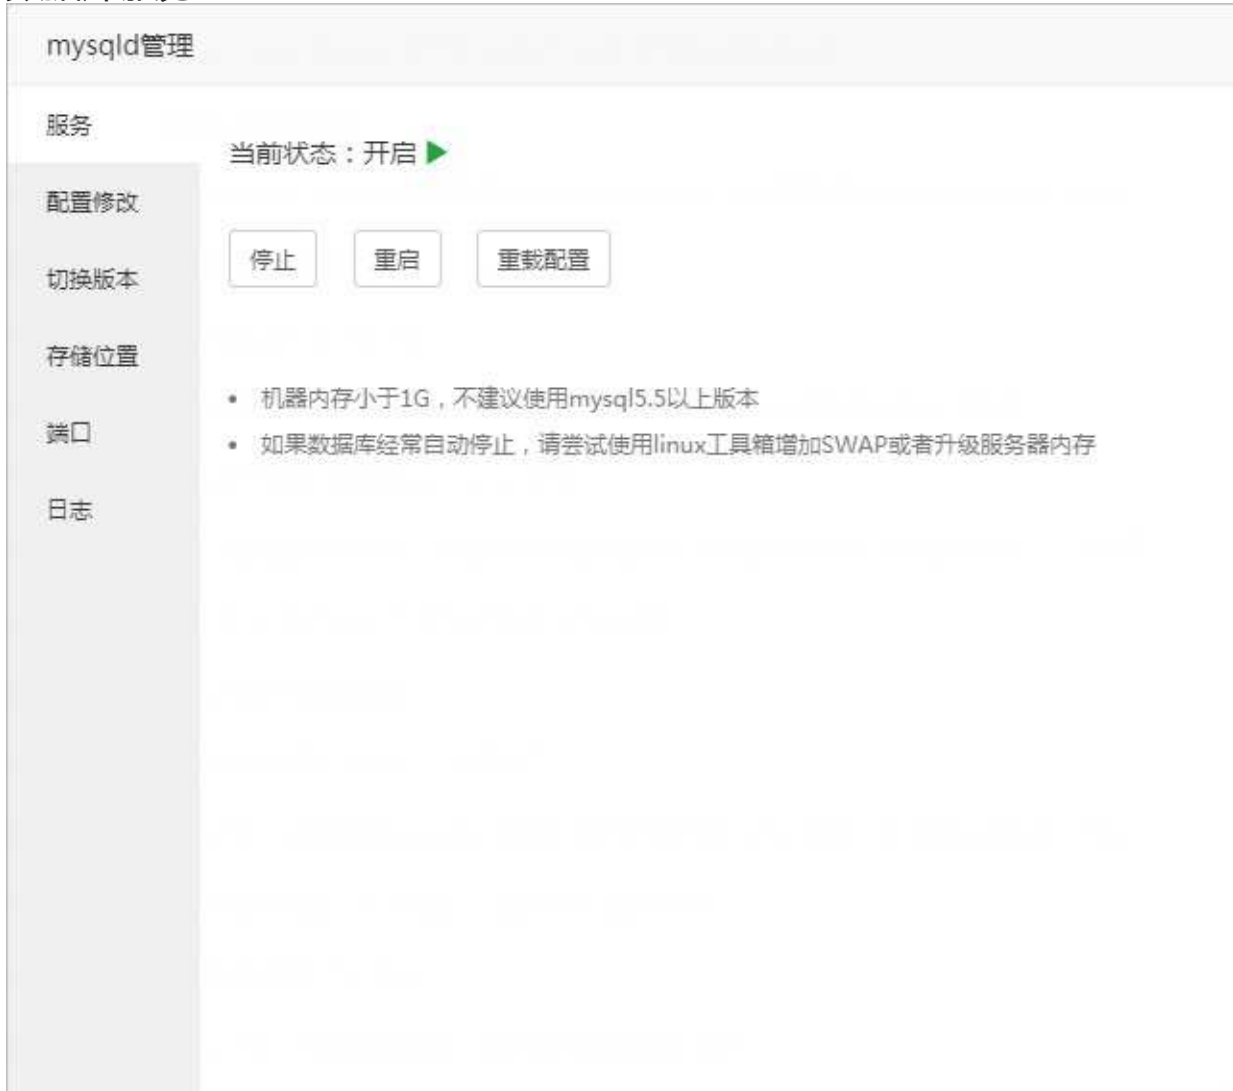 mysqld管理
服务
配置修改
切换版本
存储位置
端口
日志
当前状态：开启
停止
重启
重载配置
机器内存小于1G，不建议使用mysql5.5以上版本
如果数据库经常自动停止，请尝试使用linux工具箱增加SWAP或者升级服务器内存